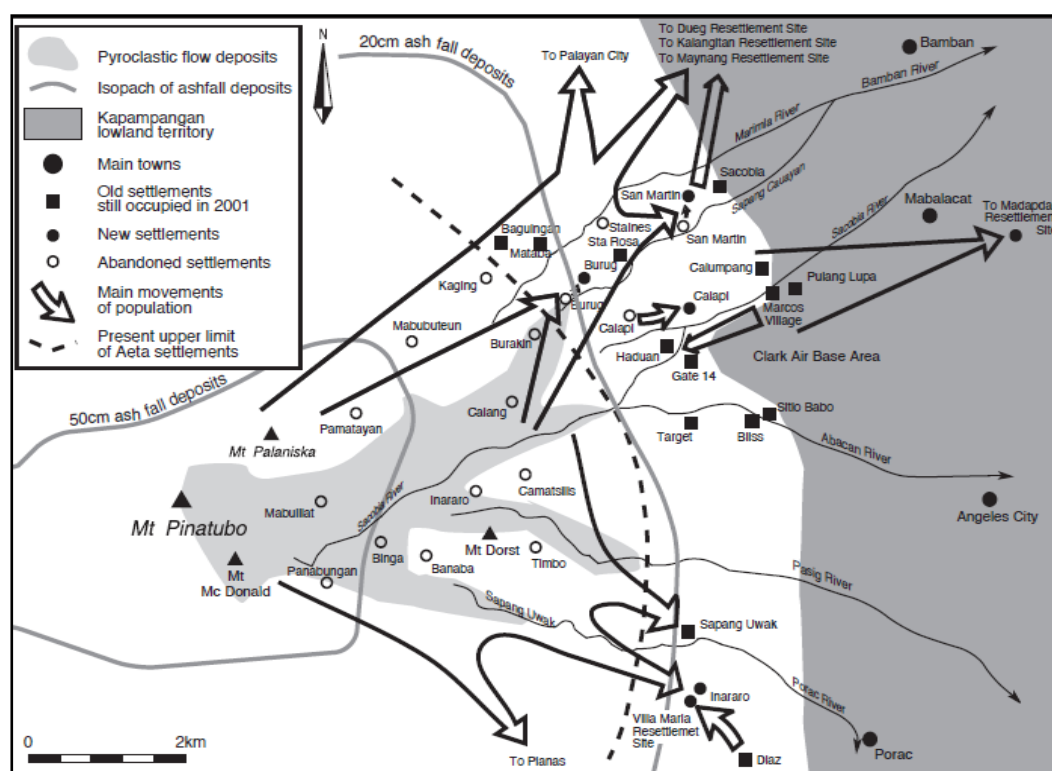 Pyroclastic flow deposits
Isopach of ashfall deposits
Kapampangan
lowland territory
Main towns
Old settlements
still occupied in 2001
New settlements
Abandoned settlements
Main movements
of population
Present upper limit
of Aeta settlements
N
20cm ash fall deposits
To Palayan City
To Dueg Resettlement Site
To Kalangitan Resettlement Site
To Maynang Resettlement Site
Bamban
Bamban River
Marimla River
Sacobia
San Martin
Sapang Cauayan
Sacobia River
Mabalacat
To Madapdap
Resettlement
Site
Baguingan
Mataba
Staines
Sta Rosa
San Martin
Kaging
Burug
Burug
Calumpang
Pulang Lupa
Marcos
Village
Mabubuteun
Burakin
Calapi
Calapi
Haduan
Gate 14
Clark Air Base Area
50cm ash fall deposits
Calang
Pamatayan
Mt Palaniska
Target
Bliss
Sitio Babo
Abacan River
Mt Pinatubo
Mabulliat
Sacobia River
Inararo
Camatsilis
Angeles City
Mt
Mc Donald
Panabungan
Binga
Banaba
Mt Dorst
Timbo
Pasig River
Sapang Uwak
Sapang Uwak
Porac River
Inararo
Villa Maria
Resettlemet
Site
Diaz
Porac
To Planas
0 2km